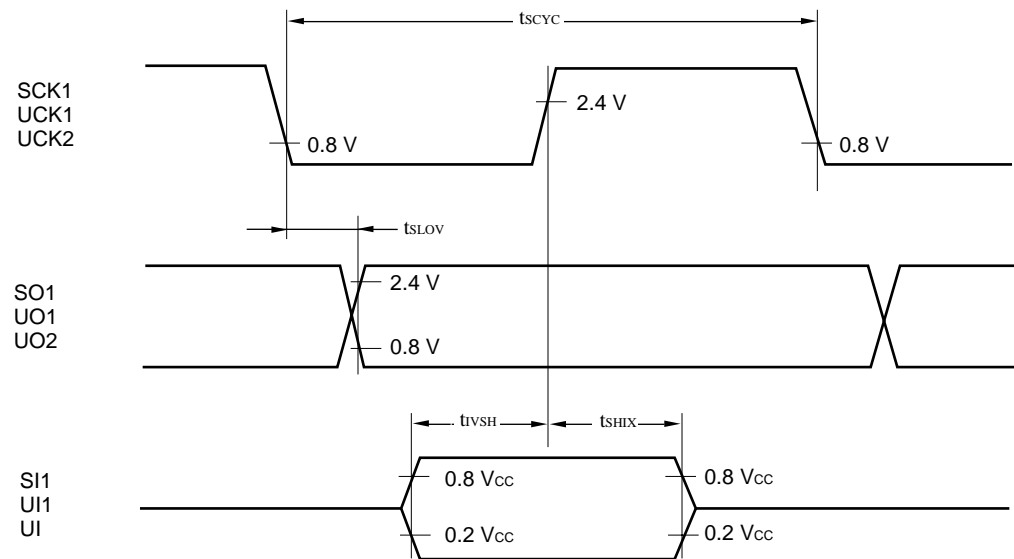 tSCYC
SCK1
UCK1
UCK2
2.4 V
0.8 V
0.8 V
tSLOV
SO1
UO1
UO2
2.4 V
0.8 V
tIVSH
tSHIX
SI1
UI1
UI
0.8 VCC
0.8 VCC
0.2 VCC
0.2 VCC